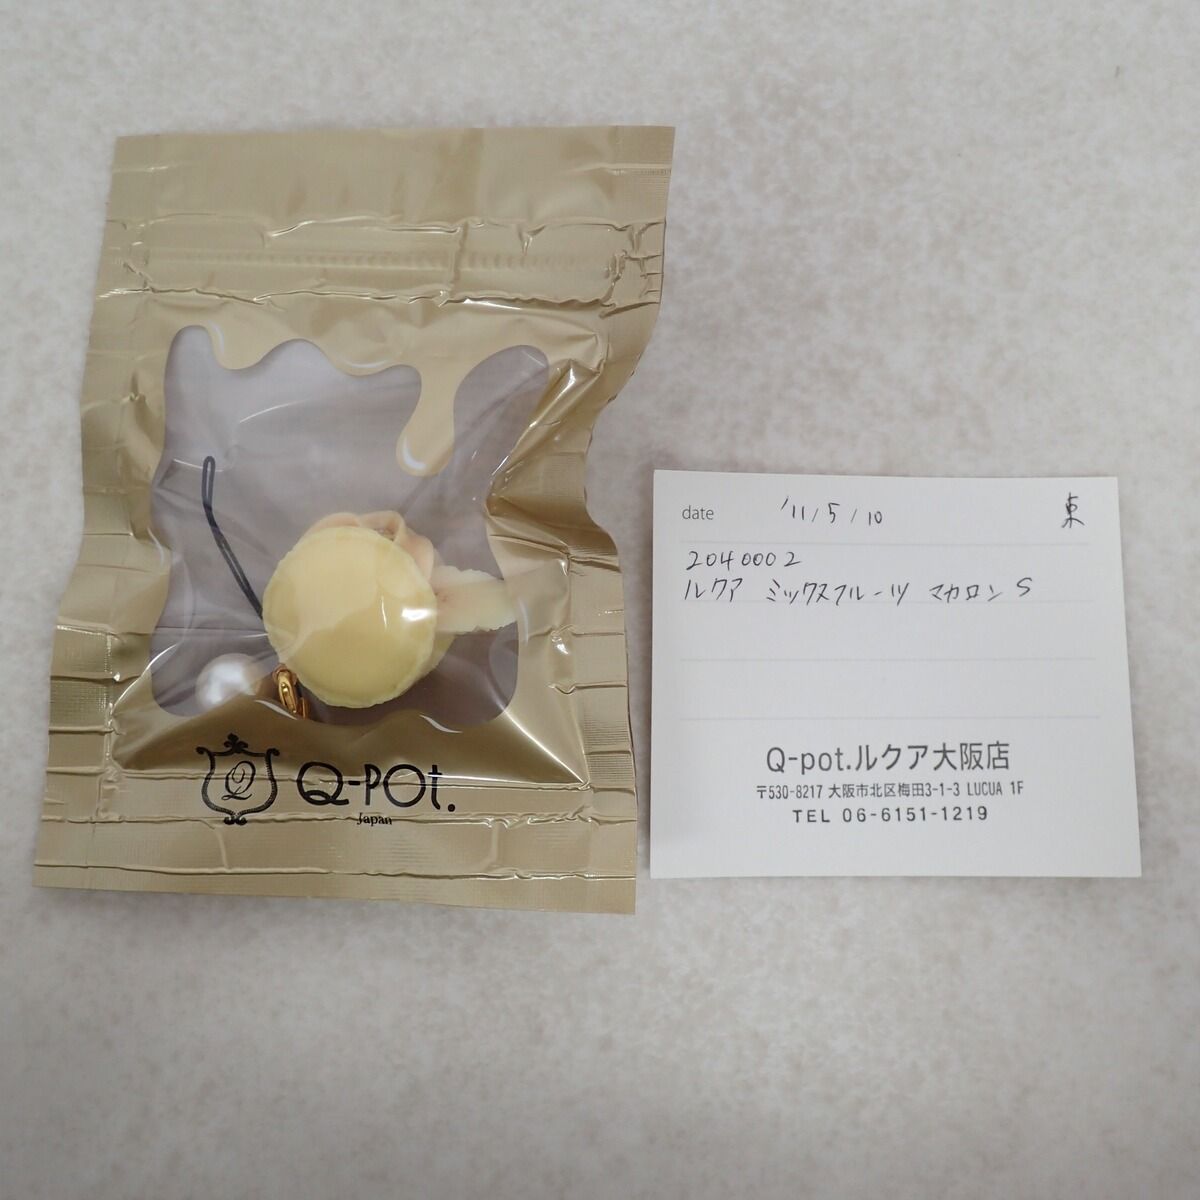 Q
Q-POt.
Japan
date '11/5/10 東
2040002
ルクア ミックスフルーツ マカロン S
Q-pot.ルクア大阪店
〒530-8217 大阪市北区梅田3-1-3 LUCUA 1F
TEL 06-6151-1219